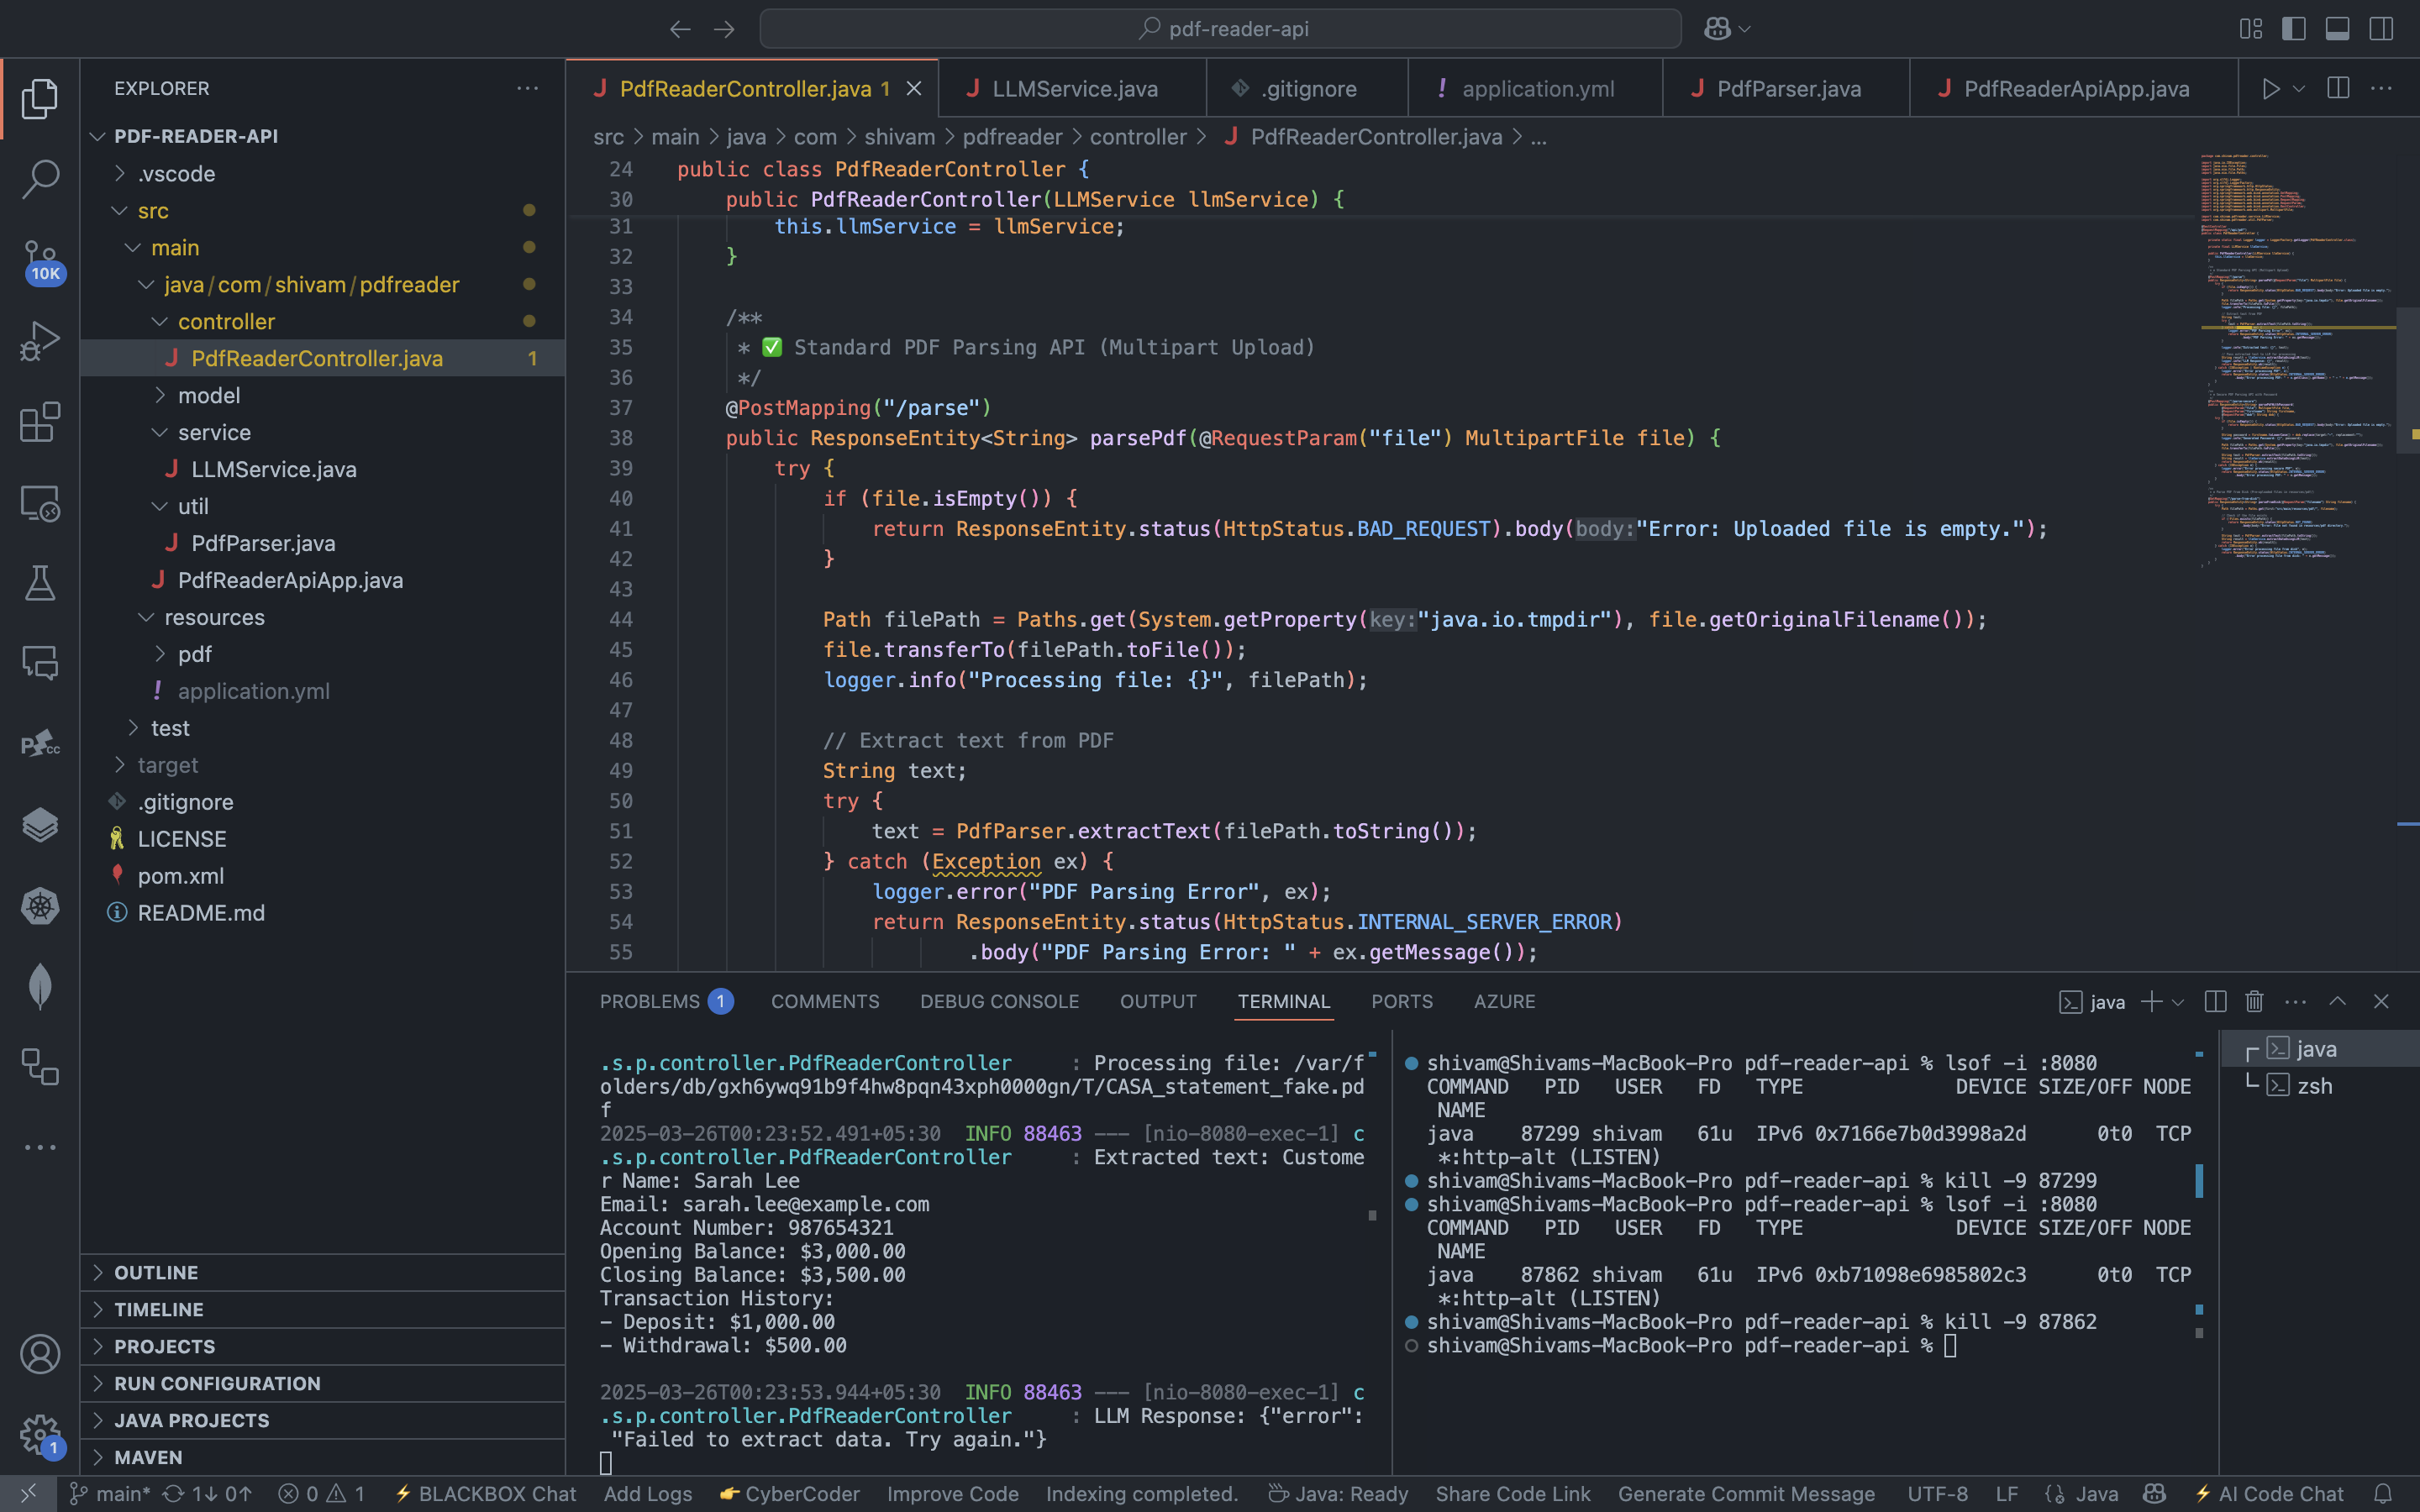 pdf-reader-api
EXPLORER
PDF-READER-API
.vscode
src
main
java/com/shivam/pdfreader
controller
PdfReaderController.java 1
model
service
LLMService.java
util
PdfParser.java
PdfReaderApiApp.java
resources
pdf
! application.yml
test
target
.gitignore
LICENSE
pom.xml
README.md
OUTLINE
TIMELINE
PROJECTS
RUN CONFIGURATION
JAVA PROJECTS
MAVEN
10K
1
PdfReaderController.java 1
LLMService.java
.gitignore
! application.yml
PdfParser.java
PdfReaderApiApp.java
src > main > java > com > shivam > pdfreader > controller > J PdfReaderController.java > ...
24 public class PdfReaderController {
30 public PdfReaderController(LLMService llmService) {
31 this.llmService = llmService;
32 }
33
34 /**
35 * ✅ Standard PDF Parsing API (Multipart Upload)
36 */
37 @PostMapping("/parse")
38 public ResponseEntity<String> parsePdf(@RequestParam("file") MultipartFile file) {
39 try {
40 if (file.isEmpty()) {
41 return ResponseEntity.status(HttpStatus.BAD_REQUEST).body(body:"Error: Uploaded file is empty.");
42 }
43
44 Path filePath = Paths.get(System.getProperty(key:"java.io.tmpdir"), file.getOriginalFilename());
45 file.transferTo(filePath.toFile());
46 logger.info("Processing file: {}", filePath);
47
48 // Extract text from PDF
49 String text;
50 try {
51 text = PdfParser.extractText(filePath.toString());
52 } catch (Exception ex) {
53 logger.error("PDF Parsing Error", ex);
54 return ResponseEntity.status(HttpStatus.INTERNAL_SERVER_ERROR)
55 .body("PDF Parsing Error: " + ex.getMessage());
PROBLEMS 1 COMMENTS DEBUG CONSOLE OUTPUT TERMINAL PORTS AZURE
java
.s.p.controller.PdfReaderController : Processing file: /var/f
olders/db/gxh6ywq91b9f4hw8pqn43xph0000gn/T/CASA_statement_fake.pd
f
2025-03-26T00:23:52.491+05:30 INFO 88463 --- [nio-8080-exec-1] c
.s.p.controller.PdfReaderController : Extracted text: Custome
r Name: Sarah Lee
Email: sarah.lee@example.com
Account Number: 987654321
Opening Balance: $3,000.00
Closing Balance: $3,500.00
Transaction History:
- Deposit: $1,000.00
- Withdrawal: $500.00
2025-03-26T00:23:53.944+05:30 INFO 88463 --- [nio-8080-exec-1] c
.s.p.controller.PdfReaderController : LLM Response: {"error":
"Failed to extract data. Try again."}
shivam@Shivams-MacBook-Pro pdf-reader-api % lsof -i :8080
COMMAND PID USER FD TYPE DEVICE SIZE/OFF NODE
NAME
java 87299 shivam 61u IPv6 0x7166e7b0d3998a2d 0t0 TCP
*:http-alt (LISTEN)
shivam@Shivams-MacBook-Pro pdf-reader-api % kill -9 87299
shivam@Shivams-MacBook-Pro pdf-reader-api % lsof -i :8080
COMMAND PID USER FD TYPE DEVICE SIZE/OFF NODE
NAME
java 87862 shivam 61u IPv6 0xb71098e6985802c3 0t0 TCP
*:http-alt (LISTEN)
shivam@Shivams-MacBook-Pro pdf-reader-api % kill -9 87862
shivam@Shivams-MacBook-Pro pdf-reader-api %
java
zsh
main* 1↓ 0↑ 0 1 ⚡ BLACKBOX Chat Add Logs 👉 CyberCoder Improve Code Indexing completed. Java: Ready Share Code Link Generate Commit Message UTF-8 LF Java ⚡ AI Code Chat